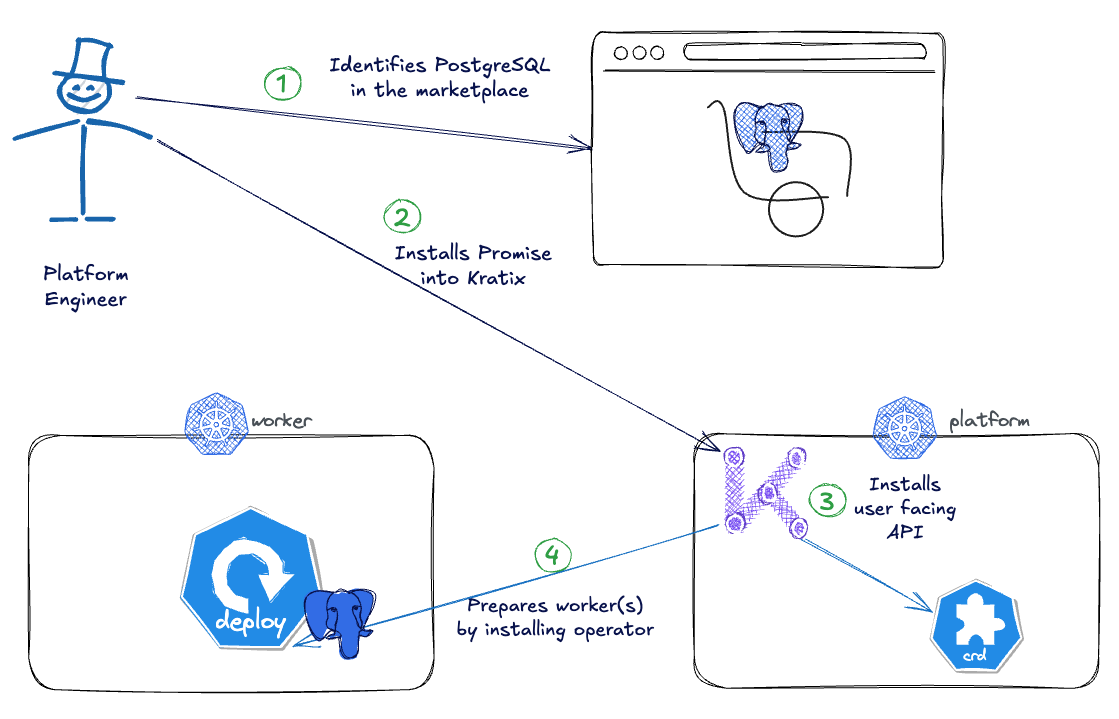 1
Identifies PostgreSQL
in the marketplace
2
Installs Promise
into Kratix
Platform
Engineer
worker
platform
3
Installs
user facing
API
4
Prepares worker(s)
by installing operator
deploy
crd